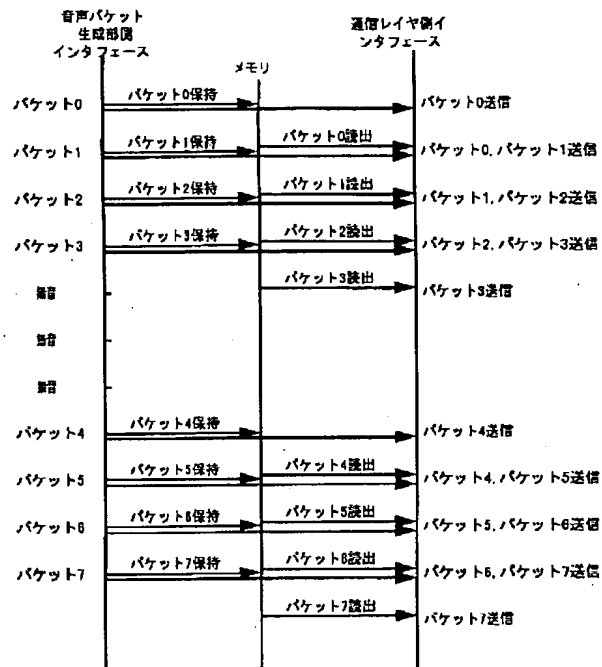 音声パケット
生成部側
インタフェース
メモリ
通信レイヤ側イ
ンタフェース
パケット0
パケット0保持
パケット0送信
パケット1
パケット1保持
パケット0読出
パケット0,パケット1送信
パケット2
パケット2保持
パケット1読出
パケット1,パケット2送信
パケット3
パケット3保持
パケット2読出
パケット2,パケット3送信
無音
パケット3読出
パケット3送信
無音
無音
パケット4
パケット4保持
パケット4送信
パケット5
パケット5保持
パケット4読出
パケット4,パケット5送信
パケット6
パケット6保持
パケット5読出
パケット5,パケット6送信
パケット7
パケット7保持
パケット6読出
パケット6,パケット7送信
パケット7読出
パケット7送信